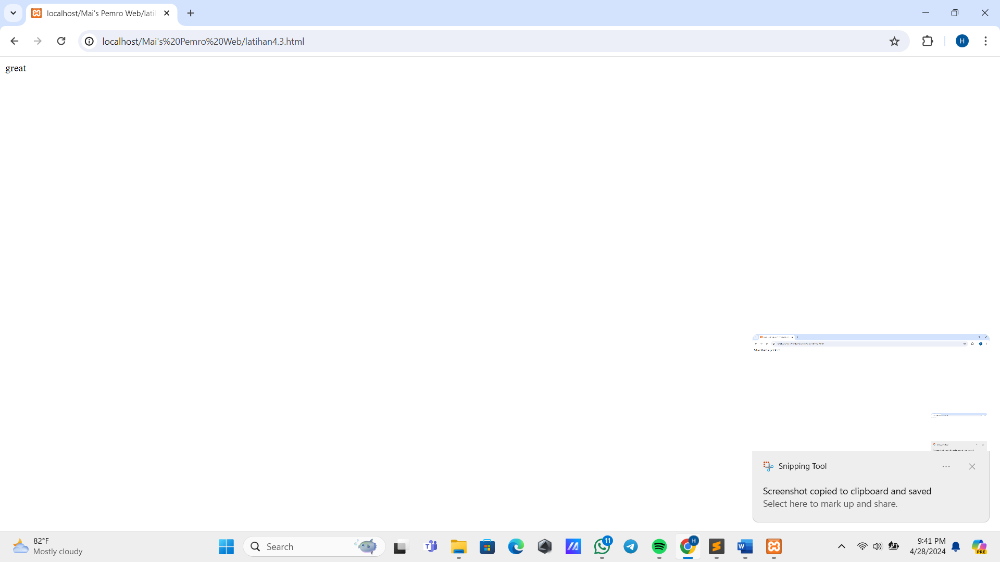 localhost/Mai's Pemro Web/lati
localhost/Mai's%20Pemro%20Web/latihan4.3.html
H
great
Snipping Tool
Screenshot copied to clipboard and saved
Select here to mark up and share.
82°F
Mostly cloudy
Search
11
H
9:41 PM
4/28/2024
PRE